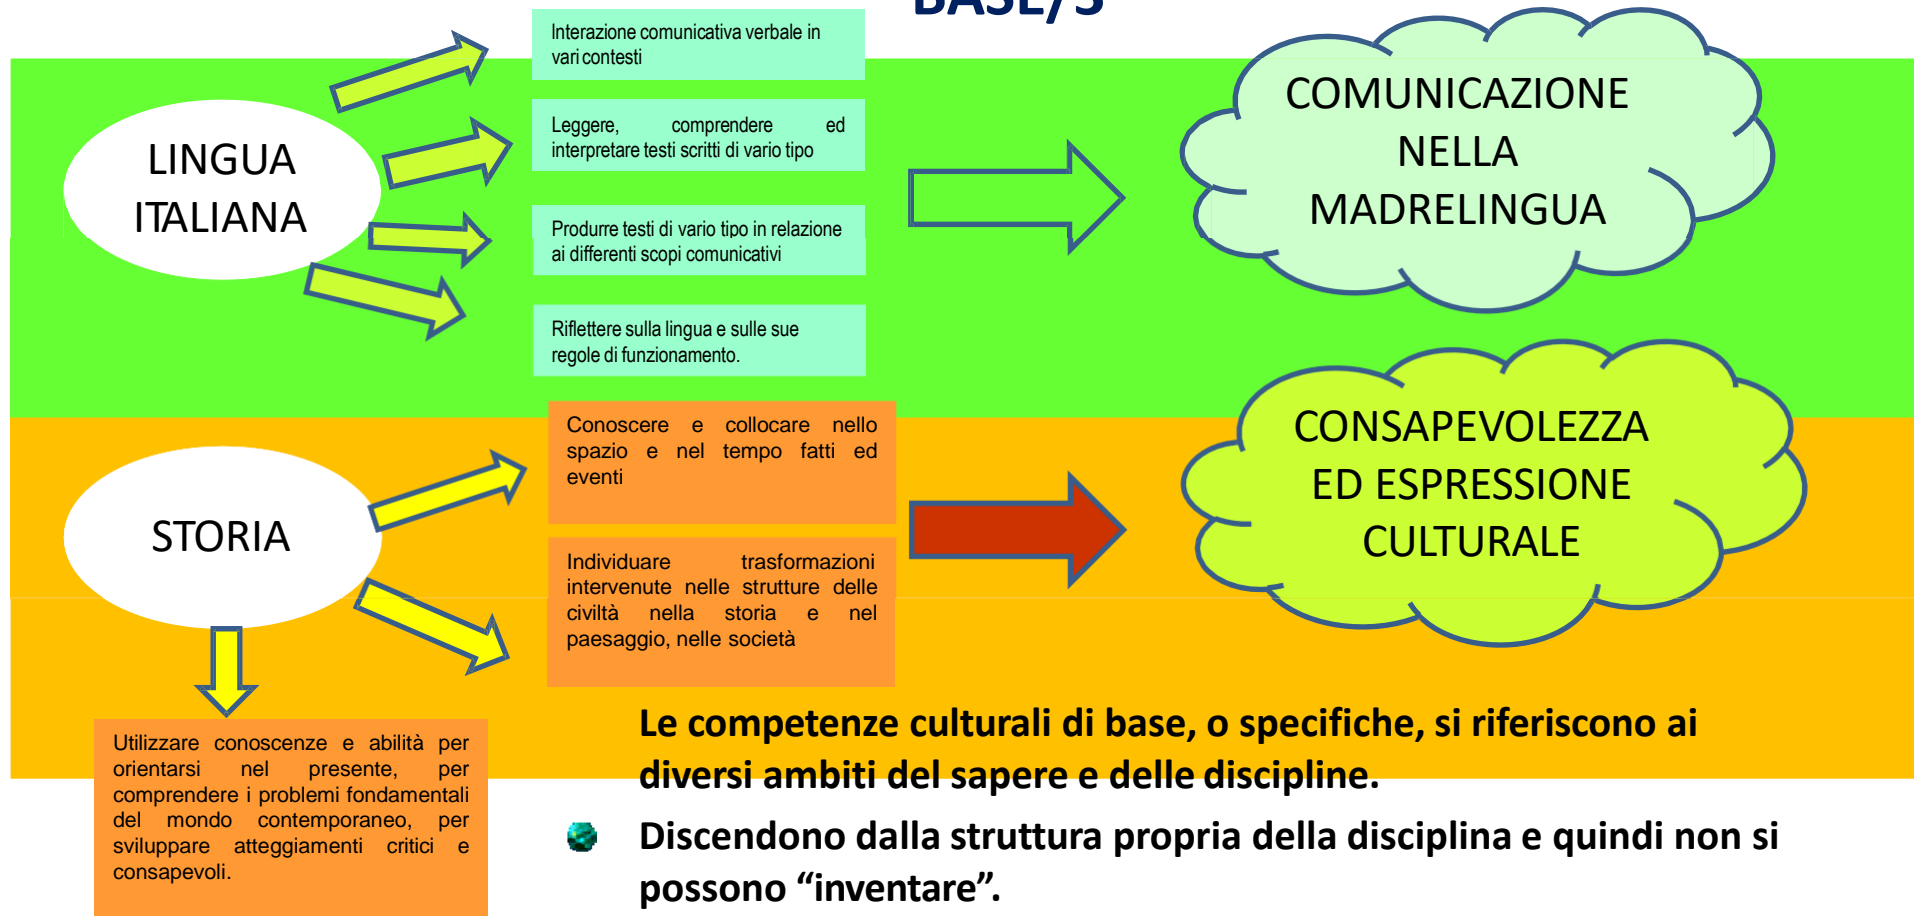 BASE/3
Interazione comunicativa verbale in
vari contesti
Leggere, comprendere ed
interpretare testi scritti di vario tipo
Produrre testi di vario tipo in relazione
ai differenti scopi comunicativi
Riflettere sulla lingua e sulle sue
regole di funzionamento.
LINGUA
ITALIANA
COMUNICAZIONE
NELLA
MADRELINGUA
STORIA
Conoscere e collocare nello
spazio e nel tempo fatti ed
eventi
Individuare trasformazioni
intervenute nelle strutture delle
civiltà nella storia e nel
paesaggio, nelle società
CONSAPEVOLEZZA
ED ESPRESSIONE
CULTURALE
Utilizzare conoscenze e abilità per
orientarsi nel presente, per
comprendere i problemi fondamentali
del mondo contemporaneo, per
sviluppare atteggiamenti critici e
consapevoli.
Le competenze culturali di base, o specifiche, si riferiscono ai
diversi ambiti del sapere e delle discipline.
Discendono dalla struttura propria della disciplina e quindi non si
possono “inventare”.